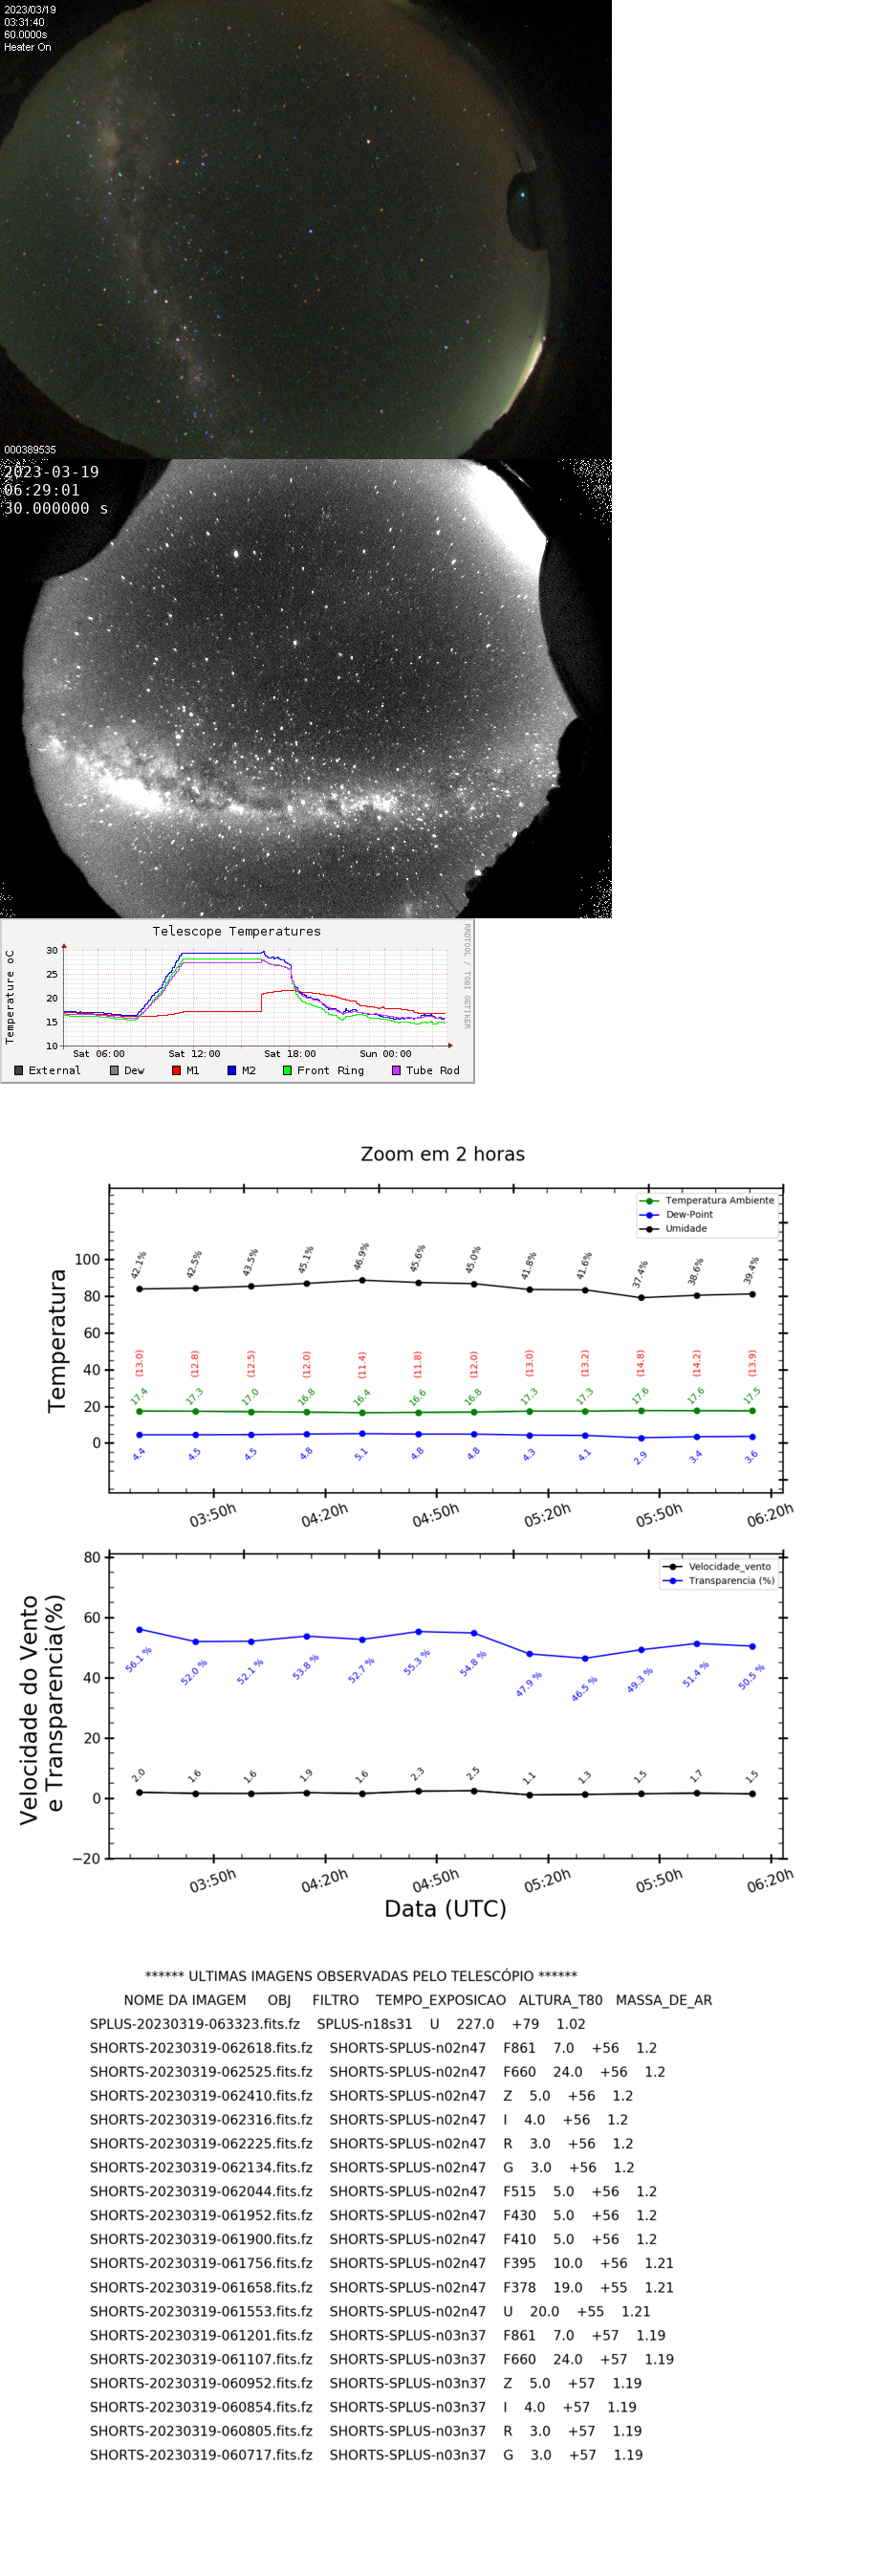 2023/03/19
03:31:40
60.0000s
Heater On
000389535
2023-03-19
06:29:01
30.000000 s
Telescope Temperatures
RRDTOOL / TOBI OETIKER
Temperature oC
30
25
20
15
10
Sat 06:00 Sat 12:00 Sat 18:00 Sun 00:00
External Dew M1 M2 Front Ring Tube Rod
Zoom em 2 horas
Temperatura Ambiente
Dew-Point
Umidade
Temperatura
100
80
60
40
20
0
42.1% 42.5% 43.5% 45.1% 46.9% 45.6% 45.0% 41.8% 41.6% 37.4% 38.6% 39.4%
(13.0) (12.8) (12.5) (12.0) (11.4) (11.8) (12.0) (13.0) (13.2) (14.8) (14.2) (13.9)
17.4 17.3 17.0 16.8 16.4 16.6 16.8 17.3 17.3 17.6 17.6 17.5
4.4 4.5 4.5 4.8 5.1 4.8 4.8 4.3 4.1 2.9 3.4 3.6
03:50h 04:20h 04:50h 05:20h 05:50h 06:20h
Velocidade_vento
Transparencia (%)
Velocidade do Vento
e Transparencia(%)
80
60
40
20
0
−20
56.1 % 52.0 % 52.1 % 53.8 % 52.7 % 55.3 % 54.8 % 47.9 % 46.5 % 49.3 % 51.4 % 50.5 %
2.0 1.6 1.6 1.9 1.6 2.3 2.5 1.1 1.3 1.5 1.7 1.5
03:50h 04:20h 04:50h 05:20h 05:50h 06:20h
Data (UTC)
****** ULTIMAS IMAGENS OBSERVADAS PELO TELESCÓPIO ******
NOME DA IMAGEM OBJ FILTRO TEMPO_EXPOSICAO ALTURA_T80 MASSA_DE_AR
SPLUS-20230319-063323.fits.fz SPLUS-n18s31 U 227.0 +79 1.02
SHORTS-20230319-062618.fits.fz SHORTS-SPLUS-n02n47 F861 7.0 +56 1.2
SHORTS-20230319-062525.fits.fz SHORTS-SPLUS-n02n47 F660 24.0 +56 1.2
SHORTS-20230319-062410.fits.fz SHORTS-SPLUS-n02n47 Z 5.0 +56 1.2
SHORTS-20230319-062316.fits.fz SHORTS-SPLUS-n02n47 I 4.0 +56 1.2
SHORTS-20230319-062225.fits.fz SHORTS-SPLUS-n02n47 R 3.0 +56 1.2
SHORTS-20230319-062134.fits.fz SHORTS-SPLUS-n02n47 G 3.0 +56 1.2
SHORTS-20230319-062044.fits.fz SHORTS-SPLUS-n02n47 F515 5.0 +56 1.2
SHORTS-20230319-061952.fits.fz SHORTS-SPLUS-n02n47 F430 5.0 +56 1.2
SHORTS-20230319-061900.fits.fz SHORTS-SPLUS-n02n47 F410 5.0 +56 1.2
SHORTS-20230319-061756.fits.fz SHORTS-SPLUS-n02n47 F395 10.0 +56 1.21
SHORTS-20230319-061658.fits.fz SHORTS-SPLUS-n02n47 F378 19.0 +55 1.21
SHORTS-20230319-061553.fits.fz SHORTS-SPLUS-n02n47 U 20.0 +55 1.21
SHORTS-20230319-061201.fits.fz SHORTS-SPLUS-n03n37 F861 7.0 +57 1.19
SHORTS-20230319-061107.fits.fz SHORTS-SPLUS-n03n37 F660 24.0 +57 1.19
SHORTS-20230319-060952.fits.fz SHORTS-SPLUS-n03n37 Z 5.0 +57 1.19
SHORTS-20230319-060854.fits.fz SHORTS-SPLUS-n03n37 I 4.0 +57 1.19
SHORTS-20230319-060805.fits.fz SHORTS-SPLUS-n03n37 R 3.0 +57 1.19
SHORTS-20230319-060717.fits.fz SHORTS-SPLUS-n03n37 G 3.0 +57 1.19